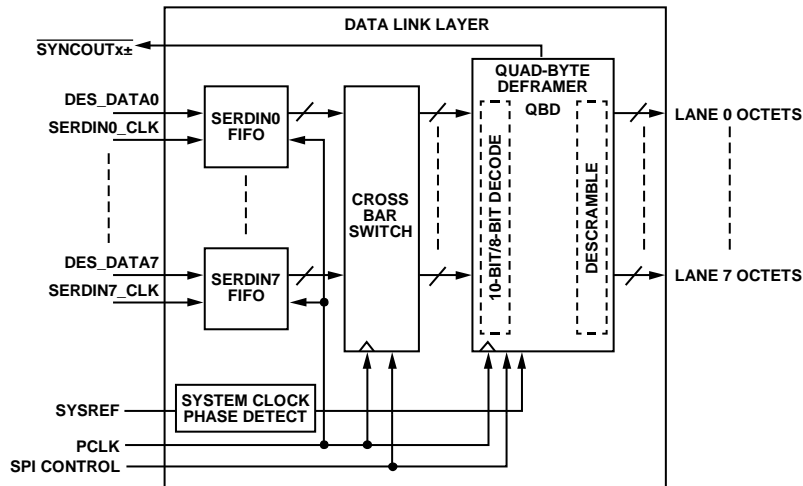 DATA LINK LAYER
SYNCOUTx±
QUAD-BYTE
DEFRAMER
QBD
DES_DATA0
SERDIN0_CLK
SERDIN0
FIFO
LANE 0 OCTETS
CROSS
BAR
SWITCH
10-BIT/8-BIT DECODE
DESCRAMBLE
DES_DATA7
SERDIN7_CLK
SERDIN7
FIFO
LANE 7 OCTETS
SYSREF
SYSTEM CLOCK
PHASE DETECT
PCLK
SPI CONTROL